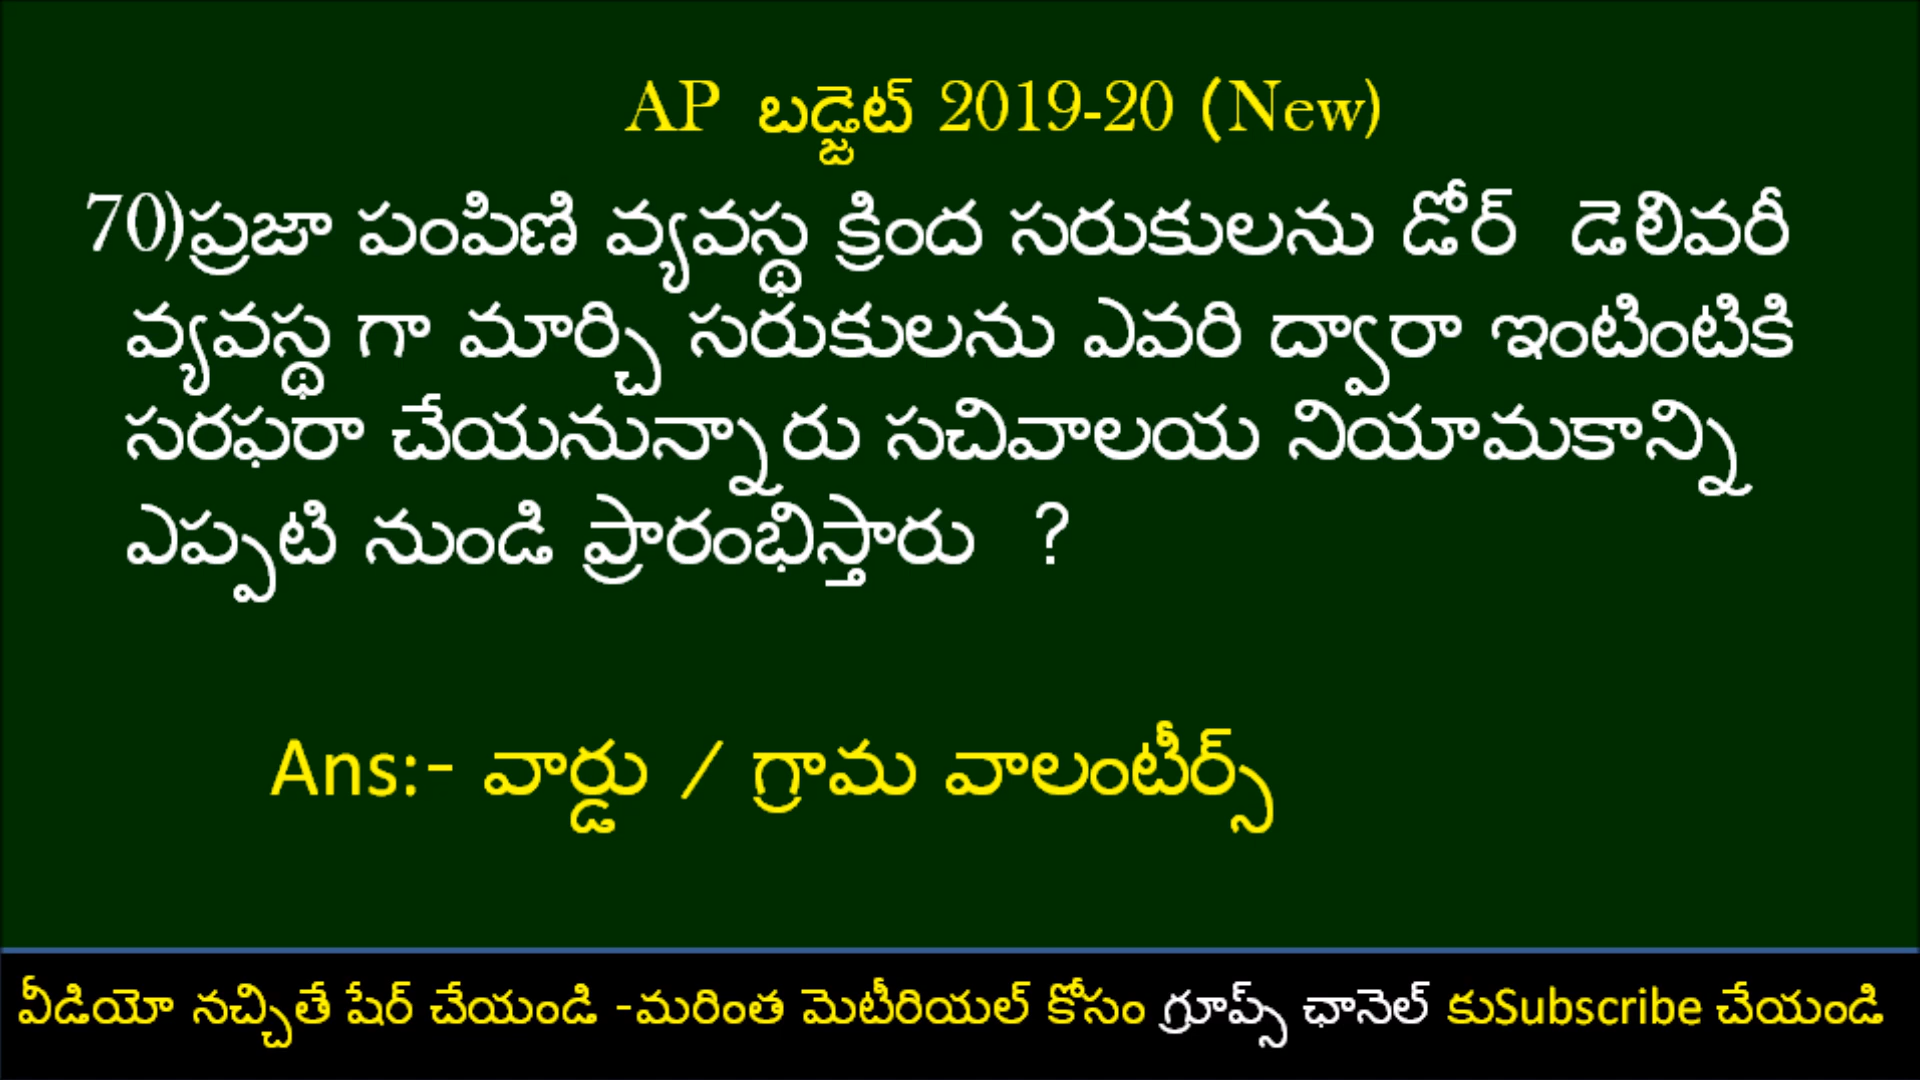 AP బడ్జెట్ 2019-20 (New)
70)ప్రజా పంపిణి వ్యవస్థ క్రింద సరుకులను డోర్ డెలివరీ
వ్యవస్థ గా మార్చి సరుకులను ఎవరి ద్వారా ఇంటింటికి
సరఫరా చేయనున్నారు సచివాలయ నియామకాన్ని
ఎప్పటి నుండి ప్రారంభిస్తారు ?
Ans:- వార్డు / గ్రామ వాలంటీర్స్
వీడియో నచ్చితే షేర్ చేయండి -మరింత మెటీరియల్ కోసం గ్రూప్స్ ఛానెల్ కుSubscribe చేయండి